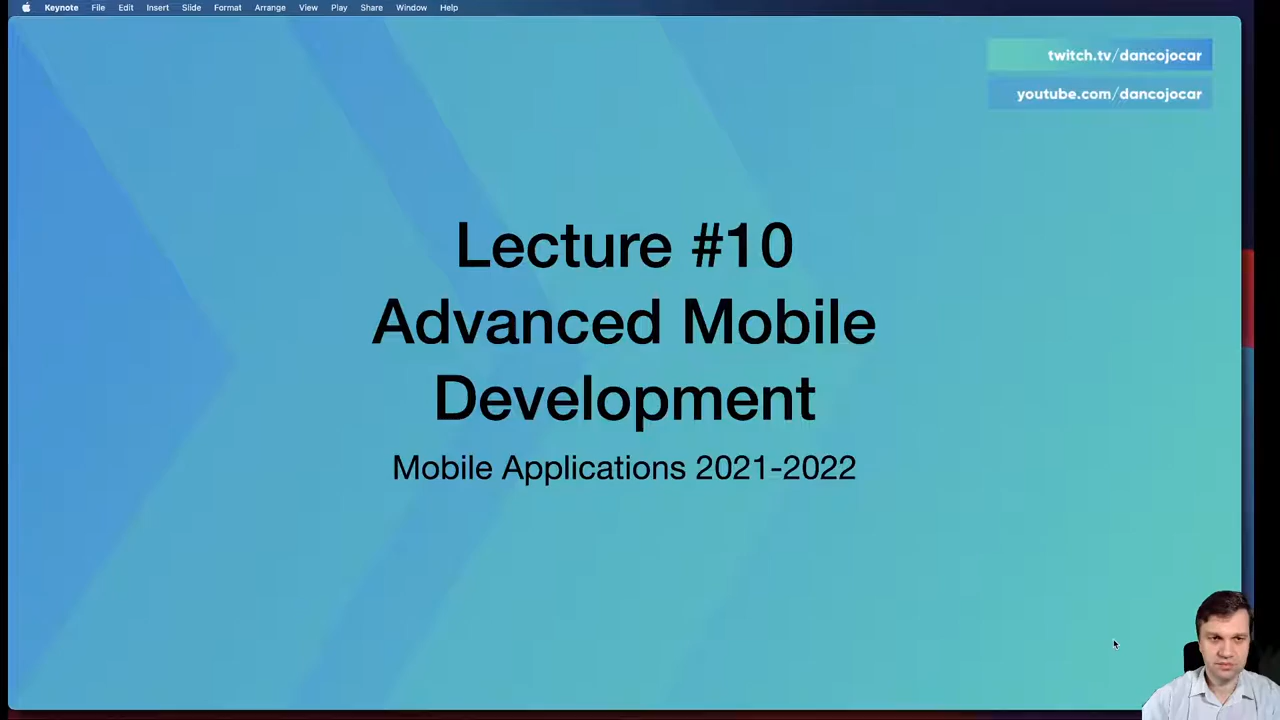 Keynote File Edit Insert Slide Format Arrange View Play Share Window Help
twitch.tv/dancojocar
youtube.com/dancojocar
Lecture #10
Advanced Mobile
Development
Mobile Applications 2021-2022